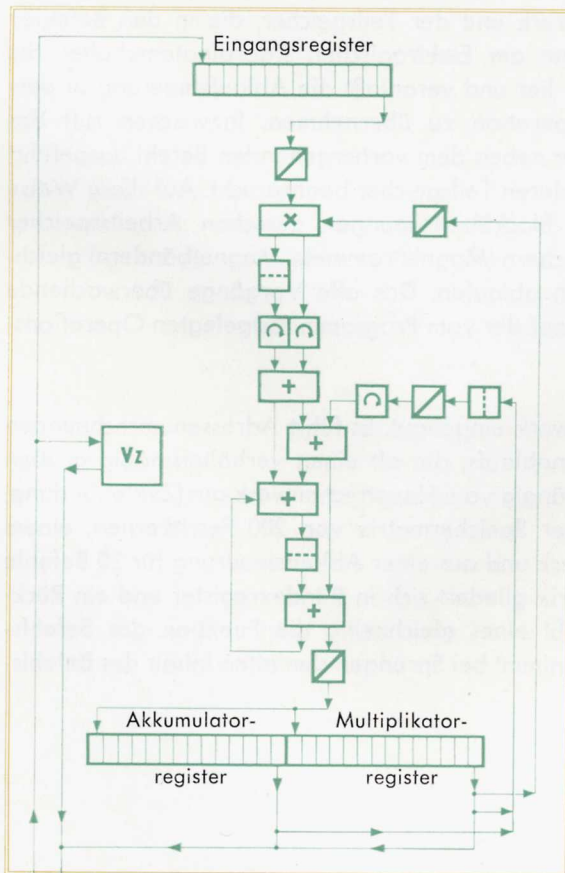 Eingangsregister
×
+
+
VZ
+
+
Akkumulator-
Multiplikator-
register
register